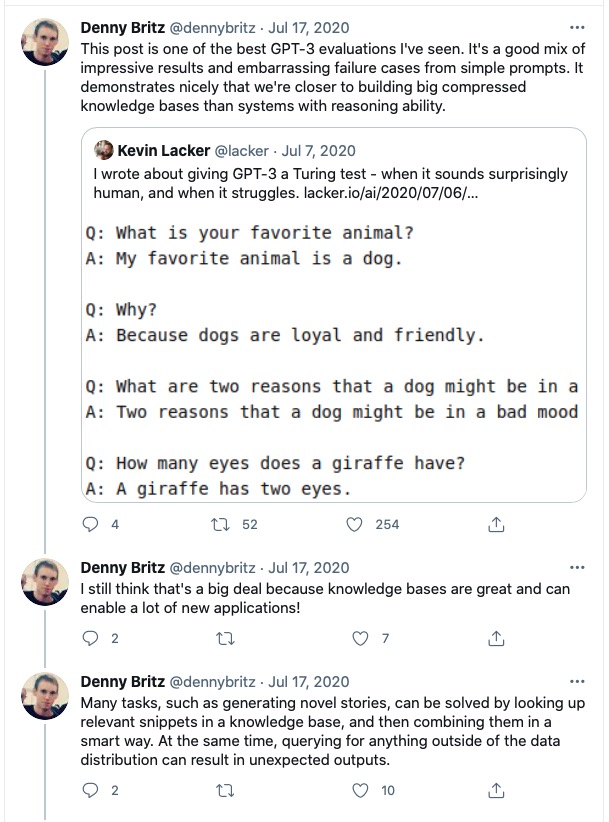 Denny Britz @dennybritz · Jul 17, 2020
This post is one of the best GPT-3 evaluations I've seen. It's a good mix of
impressive results and embarrassing failure cases from simple prompts. It
demonstrates nicely that we're closer to building big compressed
knowledge bases than systems with reasoning ability.
Kevin Lacker @lacker · Jul 7, 2020
I wrote about giving GPT-3 a Turing test - when it sounds surprisingly
human, and when it struggles. lacker.io/ai/2020/07/06/...
Q: What is your favorite animal?
A: My favorite animal is a dog.
Q: Why?
A: Because dogs are loyal and friendly.
Q: What are two reasons that a dog might be in a
A: Two reasons that a dog might be in a bad mood
Q: How many eyes does a giraffe have?
A: A giraffe has two eyes.
4 52 254
Denny Britz @dennybritz · Jul 17, 2020
I still think that's a big deal because knowledge bases are great and can
enable a lot of new applications!
2 7
Denny Britz @dennybritz · Jul 17, 2020
Many tasks, such as generating novel stories, can be solved by looking up
relevant snippets in a knowledge base, and then combining them in a
smart way. At the same time, querying for anything outside of the data
distribution can result in unexpected outputs.
2 10